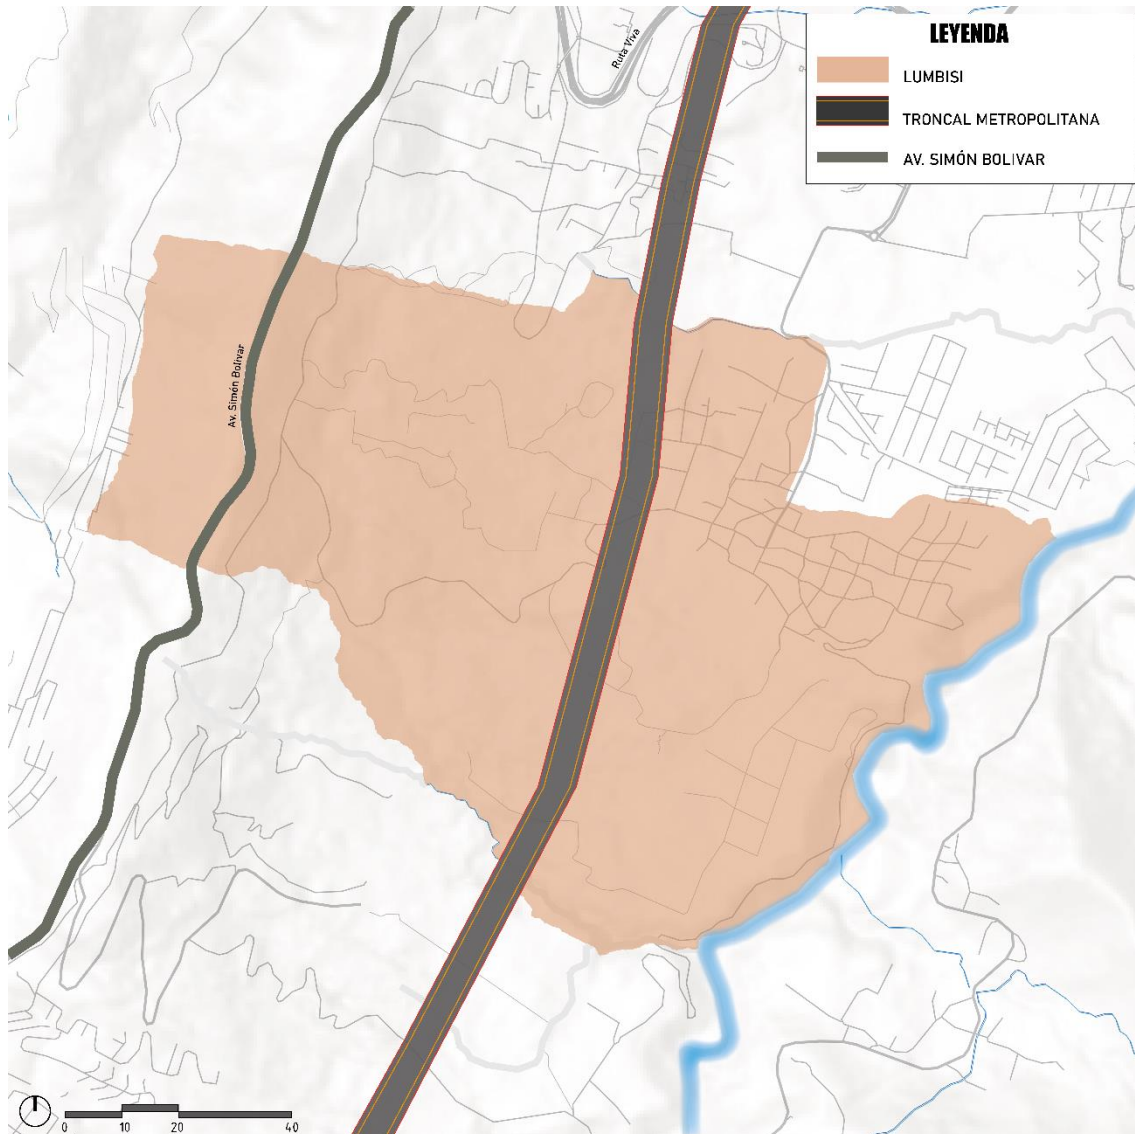 Ruta Viva
LEYENDA
LUMBISI
TRONCAL METROPOLITANA
AV. SIMÓN BOLIVAR
Av. Simón Bolívar
0 10 20 40